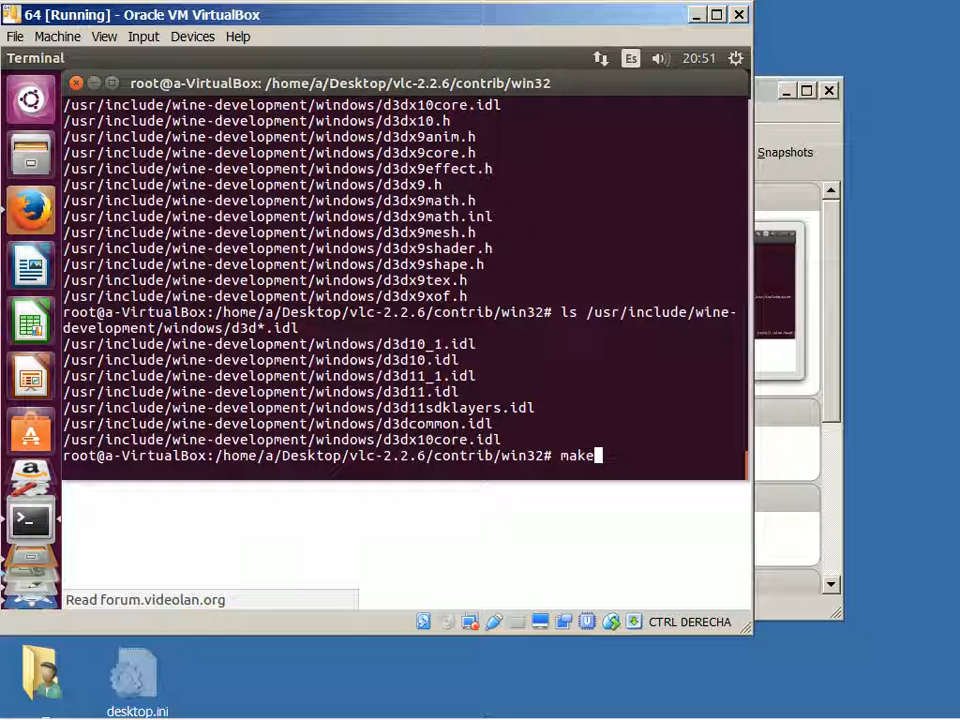 64 [Running] - Oracle VM VirtualBox
File Machine View Input Devices Help
Terminal
Es
20:51
root@a-VirtualBox: /home/a/Desktop/vlc-2.2.6/contrib/win32
Snapshots
/usr/include/wine-development/windows/d3dx10core.idl
/usr/include/wine-development/windows/d3dx10.h
/usr/include/wine-development/windows/d3dx9anim.h
/usr/include/wine-development/windows/d3dx9core.h
/usr/include/wine-development/windows/d3dx9effect.h
/usr/include/wine-development/windows/d3dx9.h
/usr/include/wine-development/windows/d3dx9math.h
/usr/include/wine-development/windows/d3dx9math.inl
/usr/include/wine-development/windows/d3dx9mesh.h
/usr/include/wine-development/windows/d3dx9shader.h
/usr/include/wine-development/windows/d3dx9shape.h
/usr/include/wine-development/windows/d3dx9tex.h
/usr/include/wine-development/windows/d3dx9xof.h
root@a-VirtualBox:/home/a/Desktop/vlc-2.2.6/contrib/win32# ls /usr/include/wine-
development/windows/d3d*.idl
/usr/include/wine-development/windows/d3d10_1.idl
/usr/include/wine-development/windows/d3d10.idl
/usr/include/wine-development/windows/d3d11_1.idl
/usr/include/wine-development/windows/d3d11.idl
/usr/include/wine-development/windows/d3d11sdklayers.idl
/usr/include/wine-development/windows/d3dcommon.idl
/usr/include/wine-development/windows/d3dx10core.idl
root@a-VirtualBox:/home/a/Desktop/vlc-2.2.6/contrib/win32# make
Read forum.videolan.org
CTRL DERECHA
desktop.ini